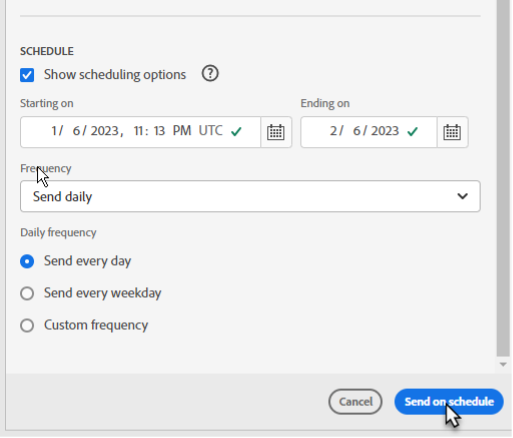 SCHEDULE
Show scheduling options ?
Starting on Ending on
1/ 6/ 2023, 11: 13 PM UTC 2/ 6/ 2023
Frequency
Send daily
Daily frequency
Send every day
Send every weekday
Custom frequency
Cancel Send on schedule